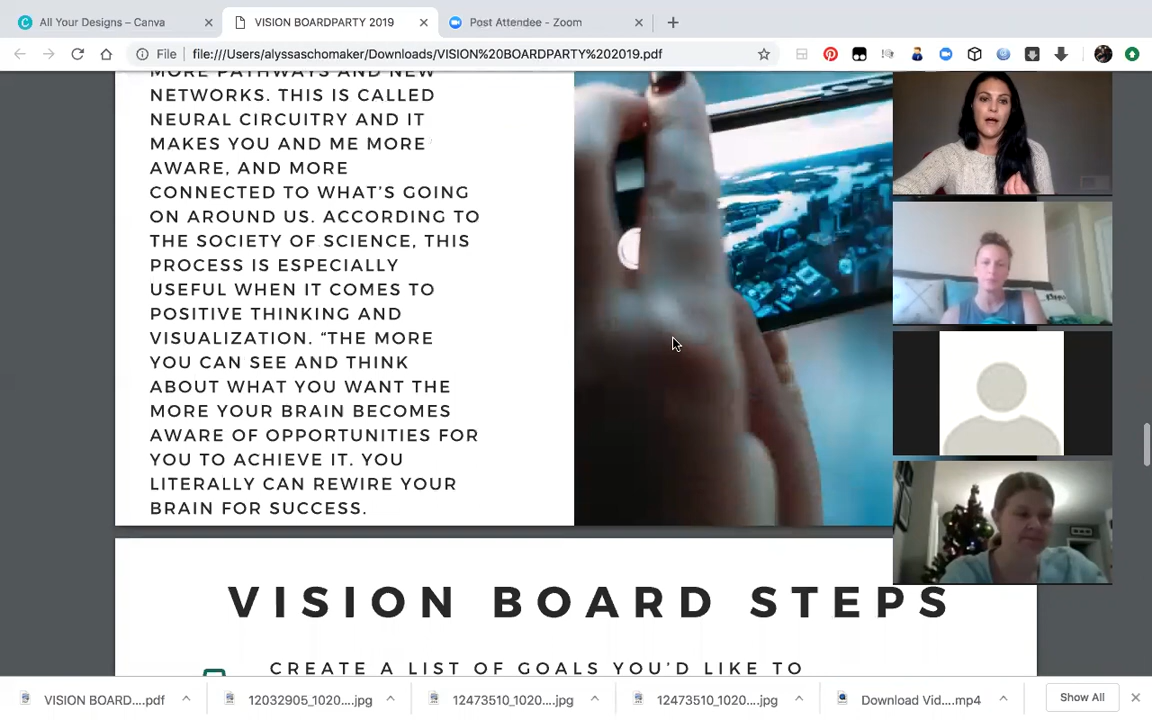 All Your Designs – Canva
VISION BOARDPARTY 2019
Post Attendee - Zoom
File
file:///Users/alyssaschomaker/Downloads/VISION%20BOARDPARTY%202019.pdf
MORE PATHWAYS AND NEW
NETWORKS. THIS IS CALLED
NEURAL CIRCUITRY AND IT
MAKES YOU AND ME MORE
AWARE, AND MORE
CONNECTED TO WHAT'S GOING
ON AROUND US. ACCORDING TO
THE SOCIETY OF SCIENCE, THIS
PROCESS IS ESPECIALLY
USEFUL WHEN IT COMES TO
POSITIVE THINKING AND
VISUALIZATION. “THE MORE
YOU CAN SEE AND THINK
ABOUT WHAT YOU WANT THE
MORE YOUR BRAIN BECOMES
AWARE OF OPPORTUNITIES FOR
YOU TO ACHIEVE IT. YOU
LITERALLY CAN REWIRE YOUR
BRAIN FOR SUCCESS.
VISION BOARD STEPS
CREATE A LIST OF GOALS YOU'D LIKE TO
VISION BOARD....pdf
12032905_1020....jpg
12473510_1020....jpg
12473510_1020....jpg
Download Vid....mp4
Show All